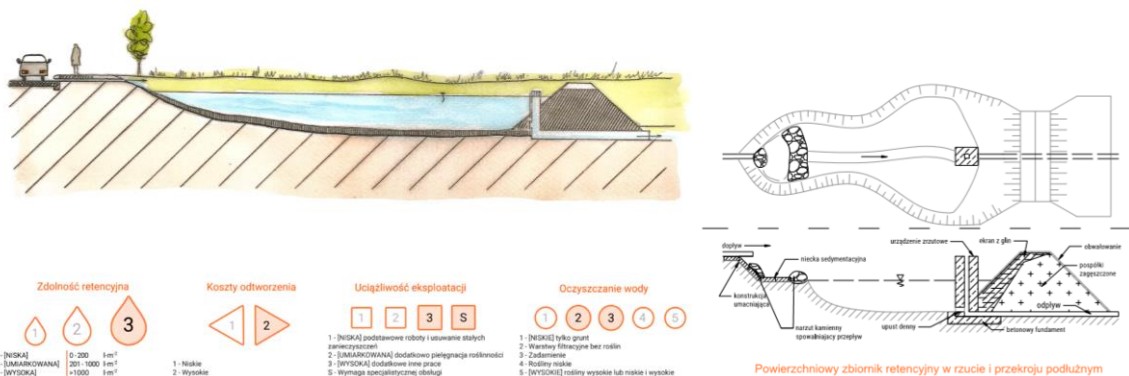 Zdolność retencyjna
1
2
3
- [NISKA] 0-200 l·m²
- [UMIARKOWANA] 201-1000 l·m²
- [WYSOKA] >1000 l·m²
Koszty odtworzenia
1
2
1 - Niskie
2 - Wysokie
Uciążliwość eksploatacji
1
2
3
S
1 - [NISKA] podstawowe roboty i usuwanie stałych
zanieczyszczeń
2 - [UMIARKOWANA] dodatkowo pielęgnacja roślinności
3 - [WYSOKA] dodatkowe inne prace
S - Wymaga specjalistycznej obsługi
Oczyszczanie wody
1
2
3
4
5
1 - [NISKIE] tylko grunt
2 - Warstwy filtracyjne bez roślin
3 - Zadarnienie
4 - Rośliny niskie
5 - [WYSOKIE] rośliny wysokie lub niskie i wysokie
dopływ
niecka sedymentacyjna
urządzenie zrzutowe
ekran z glin
obwałowanie
pospółki
zagęszczone
konstrukcja
umacniająca
odpływ
upust denny
betonowy fundament
narzut kamienny
spowalniający przepływ
Powierzchniowy zbiornik retencyjny w rzucie i przekroju podłużnym